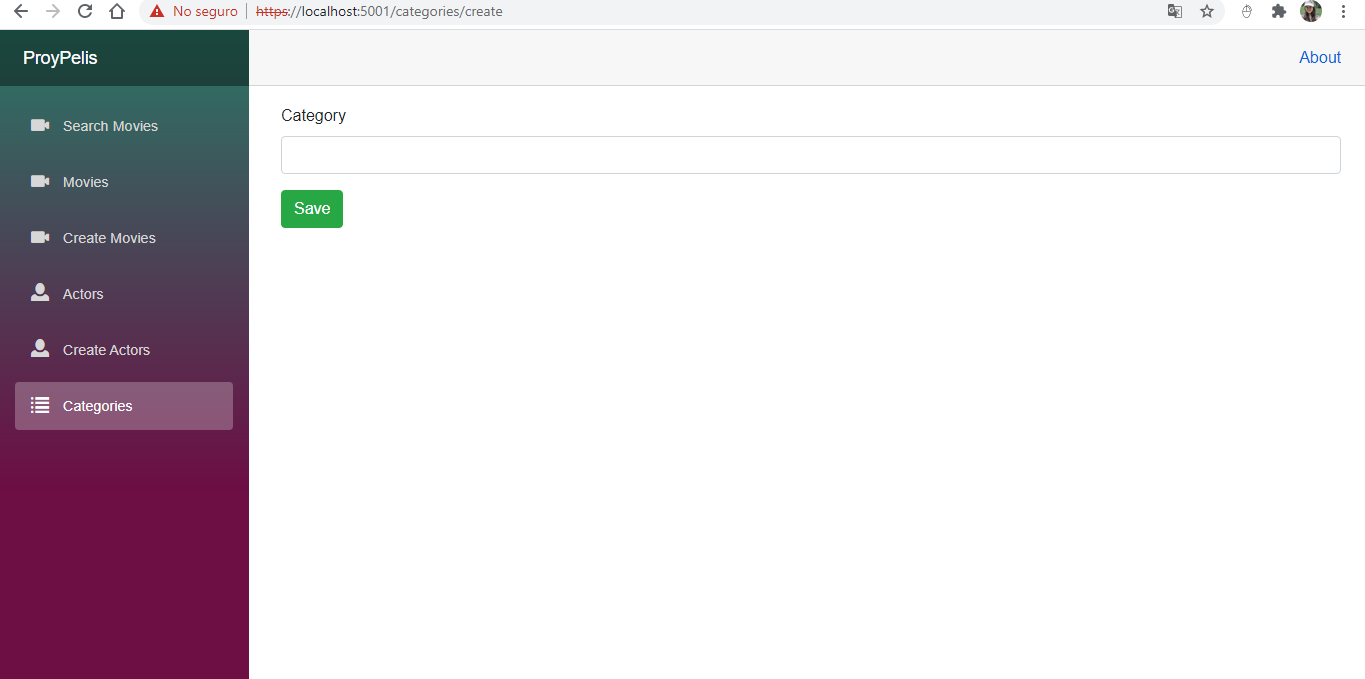 No seguro
https://localhost:5001/categories/create
ProyPelis
About
Search Movies
Movies
Create Movies
Actors
Create Actors
Categories
Category
Save